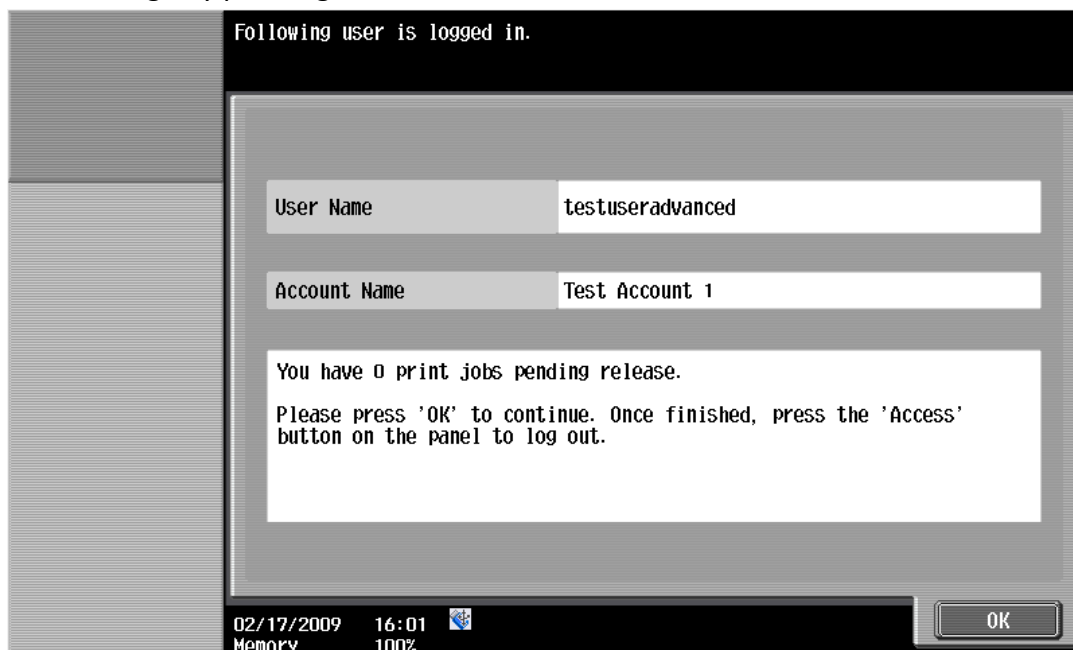 Following user is logged in.
User Name testuseradvanced
Account Name Test Account 1
You have 0 print jobs pending release.
Please press 'OK' to continue. Once finished, press the 'Access'
button on the panel to log out.
02/17/2009 16:01
OK
Memory 100%